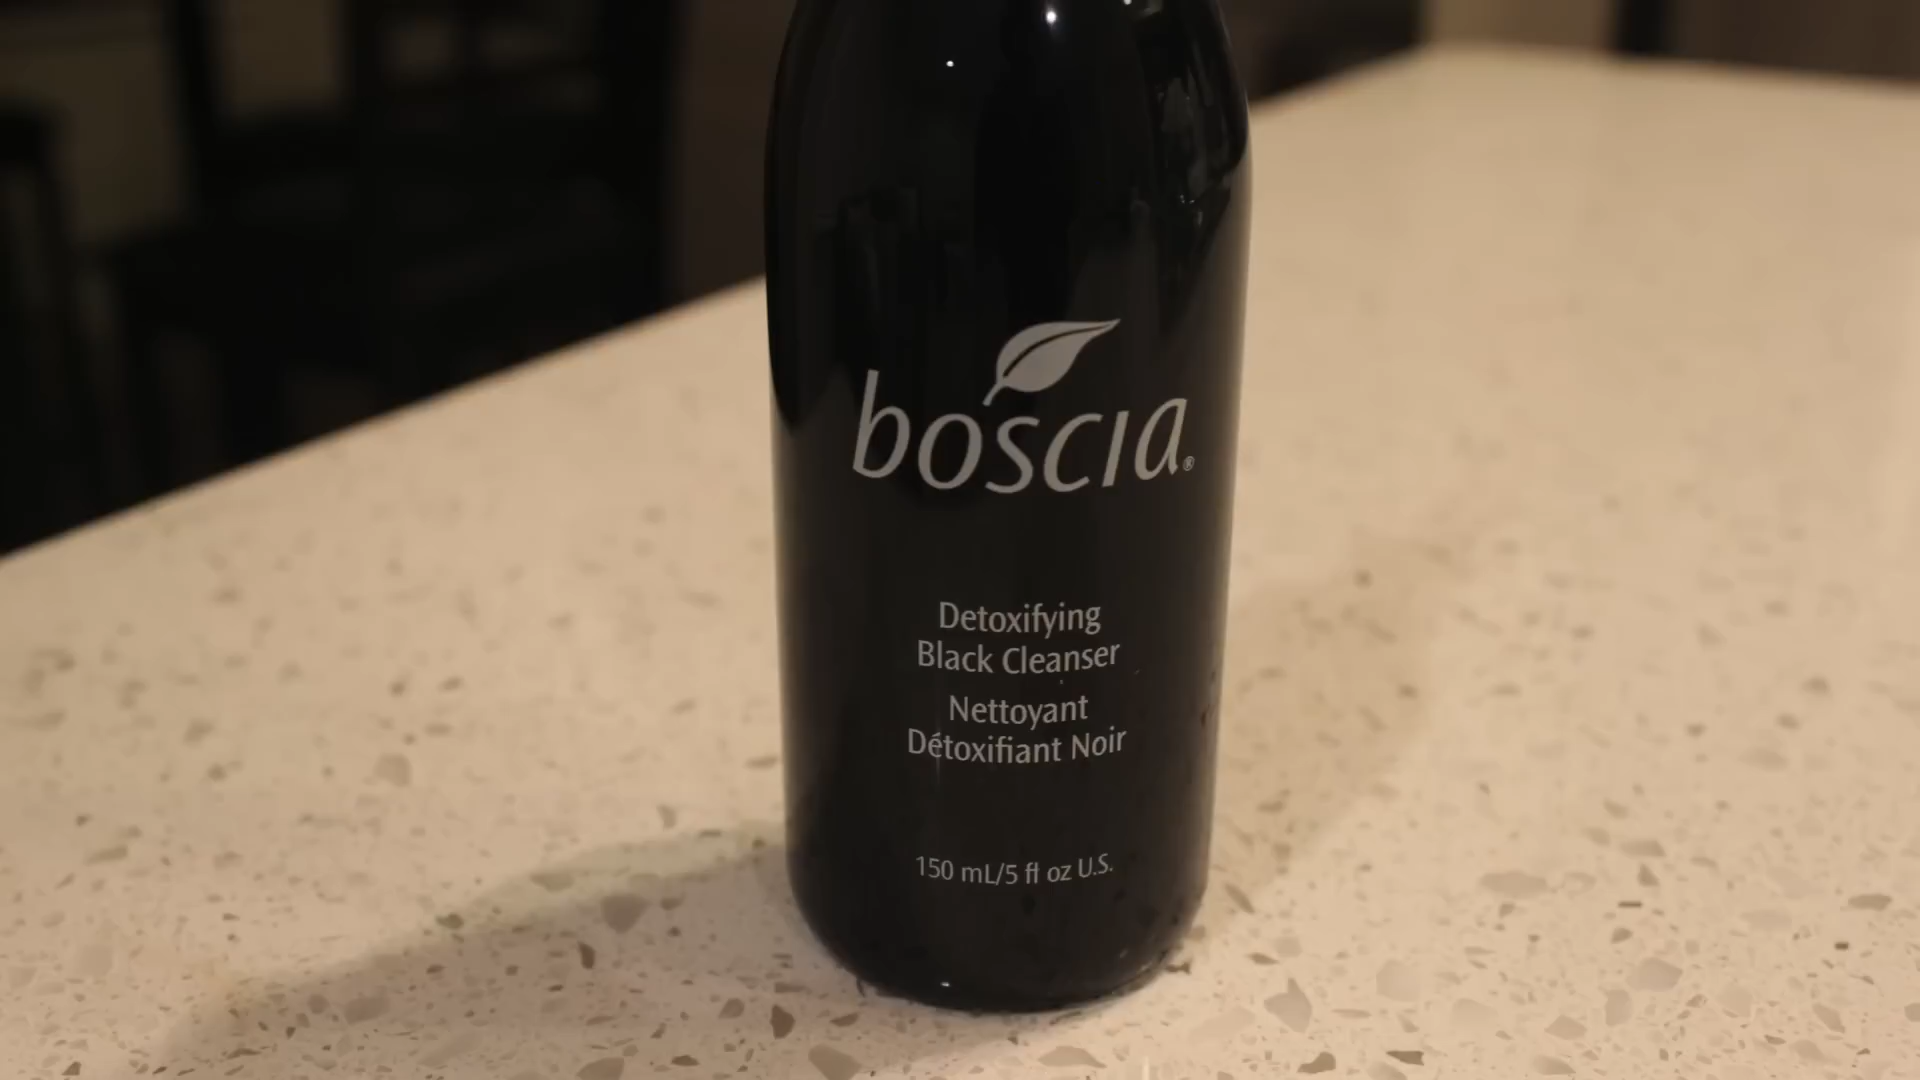 boscia®
Detoxifying
Black Cleanser
Nettoyant
Détoxifiant Noir
150 mL/5 fl oz U.S.